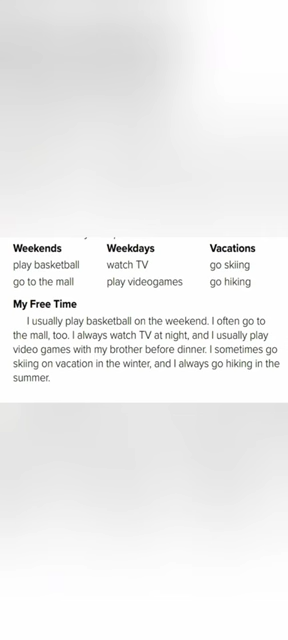 Weekends Weekdays Vacations
play basketball watch TV go skiing
go to the mall play videogames go hiking
My Free Time
I usually play basketball on the weekend. I often go to
the mall, too. I always watch TV at night, and I usually play
video games with my brother before dinner. I sometimes go
skiing on vacation in the winter, and I always go hiking in the
summer.